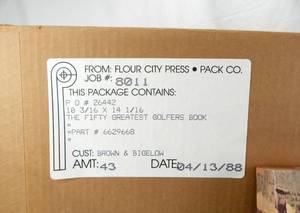 FROM: FLOUR CITY PRESS • PACK CO.
JOB #: 8011
THIS PACKAGE CONTAINS:
P O # 26442
10 3/16 X 14 1/16
THE FIFTY GREATEST GOLFERS BOOK
*PART # 6629668
CUST: BROWN & BIGELOW
AMT: 43 DATE: 04/13/88